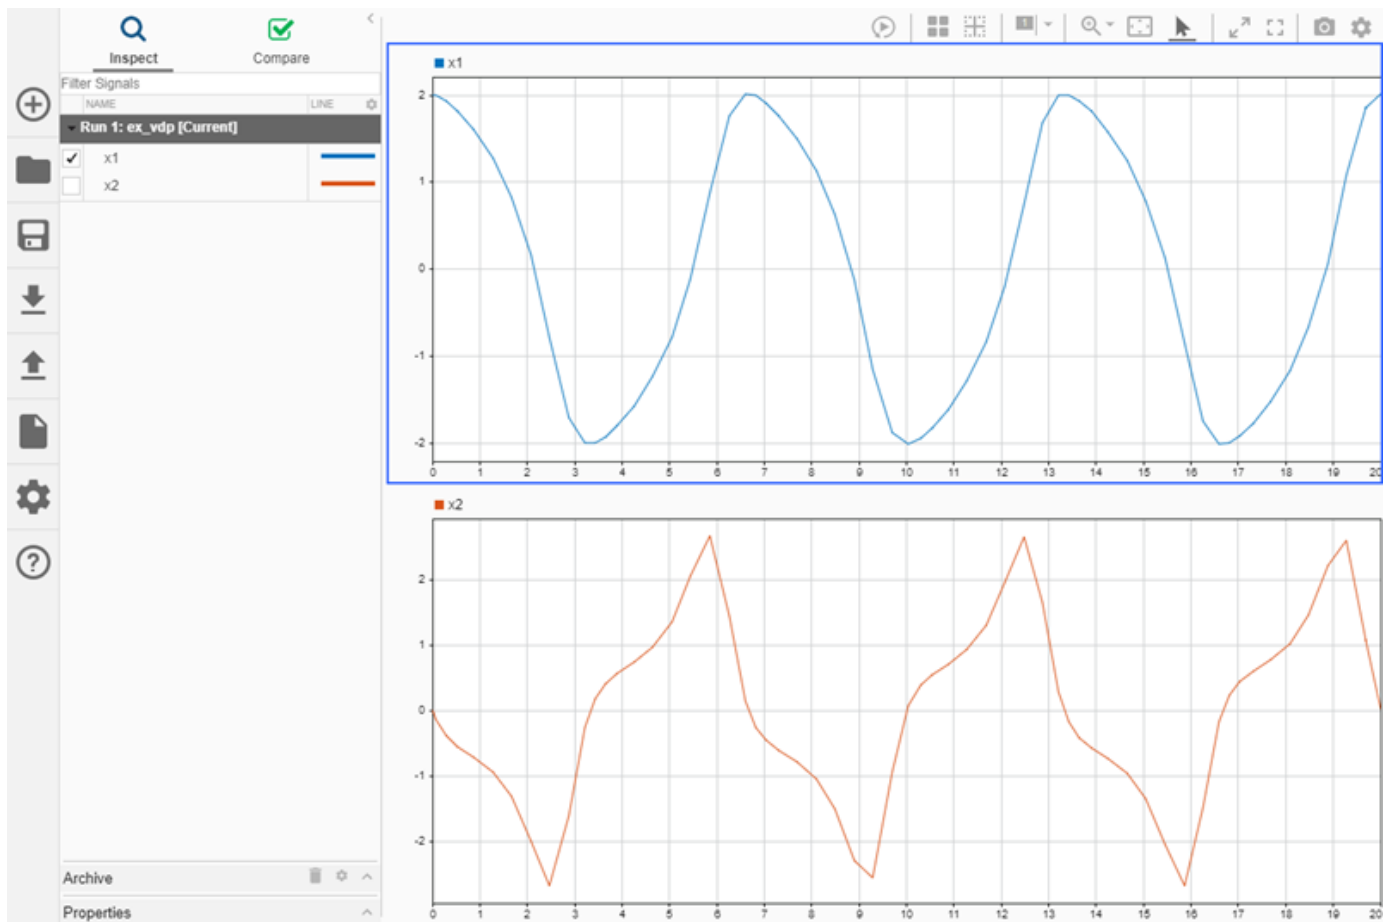 Inspect
Compare
Filter Signals
NAME
LINE
Run 1: ex_vdp [Current]
x1
x2
Archive
Properties
1
x1
2
1
0
-1
-2
0 1 2 3 4 5 6 7 8 9 10 11 12 13 14 15 16 17 18 19 20
x2
2
1
0
-1
-2
0 1 2 3 4 5 6 7 8 9 10 11 12 13 14 15 16 17 18 19 20